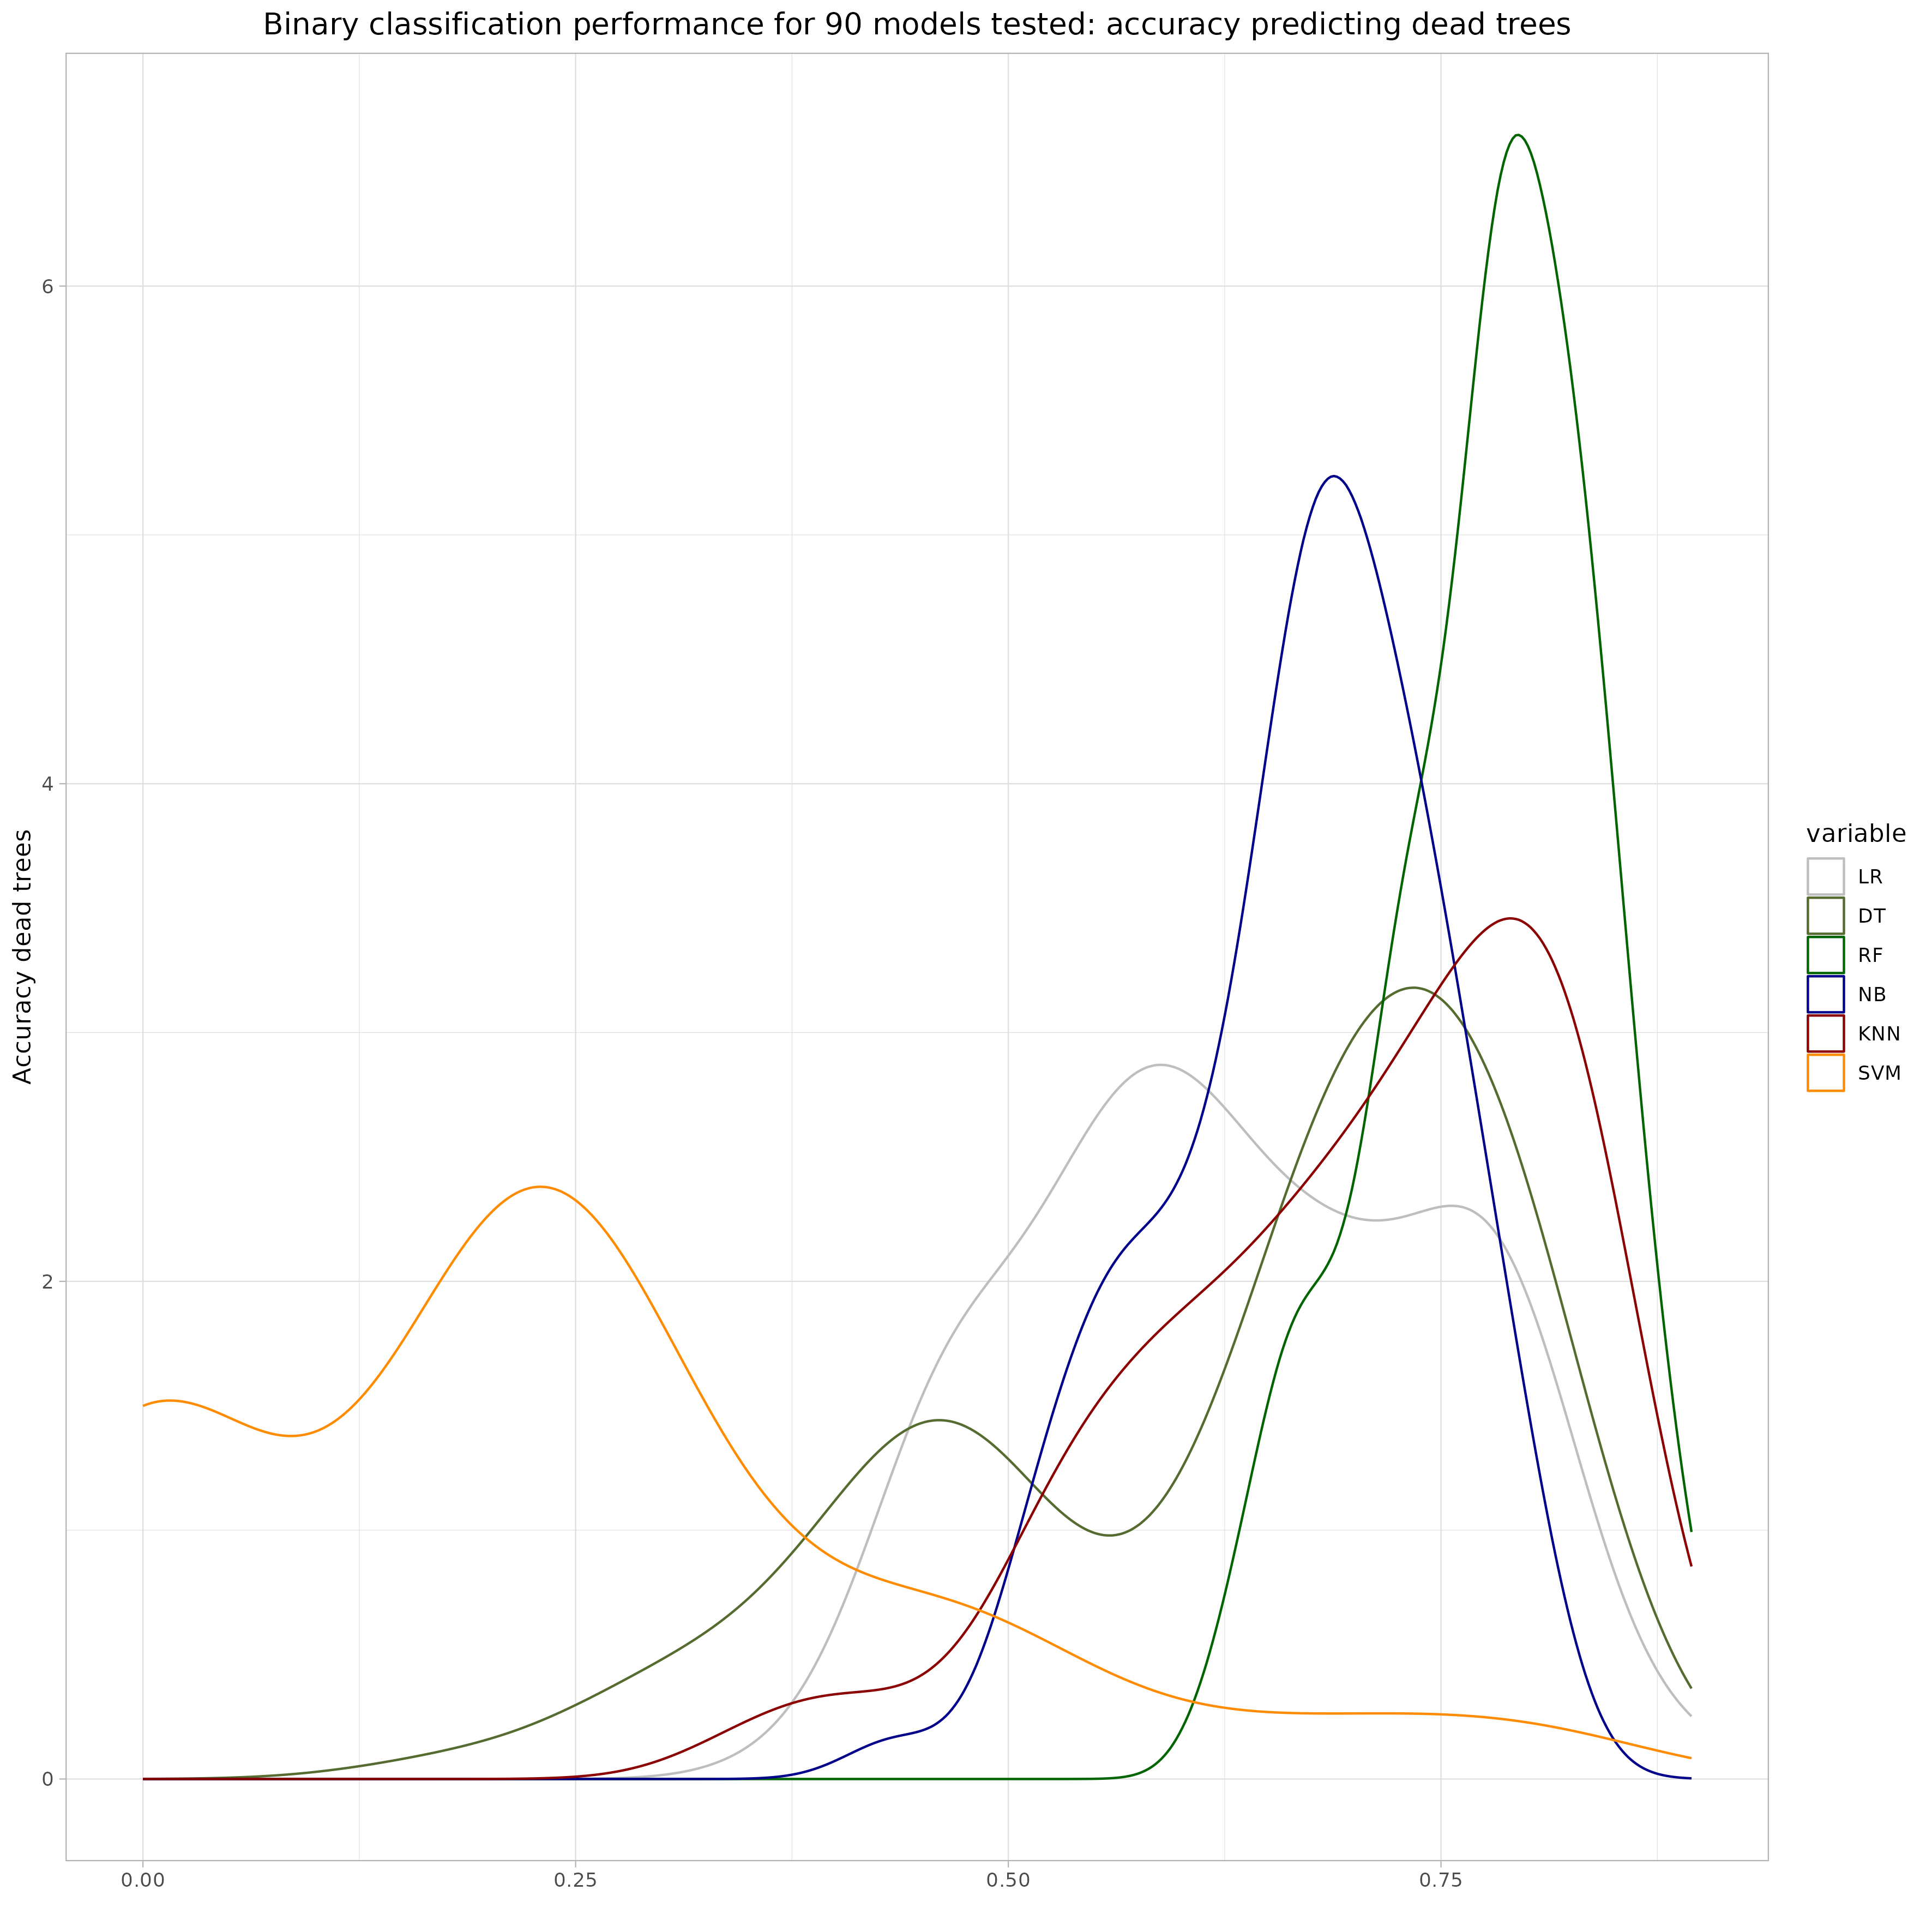 Binary classification performance for 90 models tested: accuracy predicting dead trees
Accuracy dead trees
6
4
2
0
0.00
0.25
0.50
0.75
variable
LR
DT
RF
NB
KNN
SVM